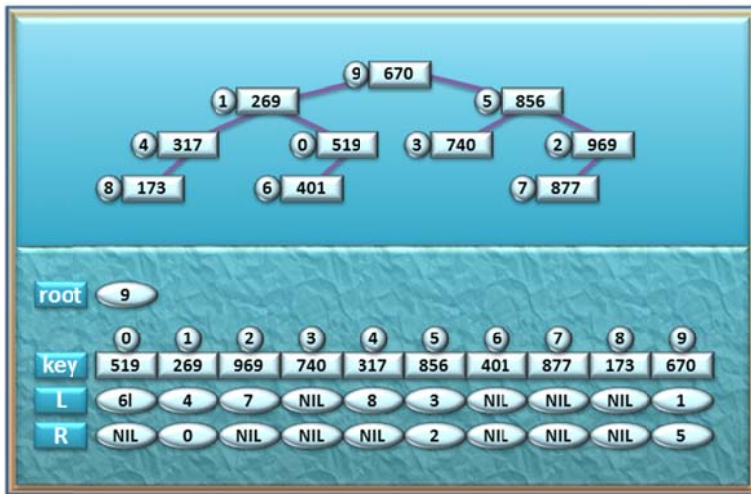 9 670
1 269 5 856
4 317 0 519 3 740 2 969
8 173 6 401 7 877
root 9
0 1 2 3 4 5 6 7 8 9
key 519 269 969 740 317 856 401 877 173 670
L 6l 4 7 NIL 8 3 NIL NIL NIL 1
R NIL 0 NIL NIL NIL 2 NIL NIL NIL 5